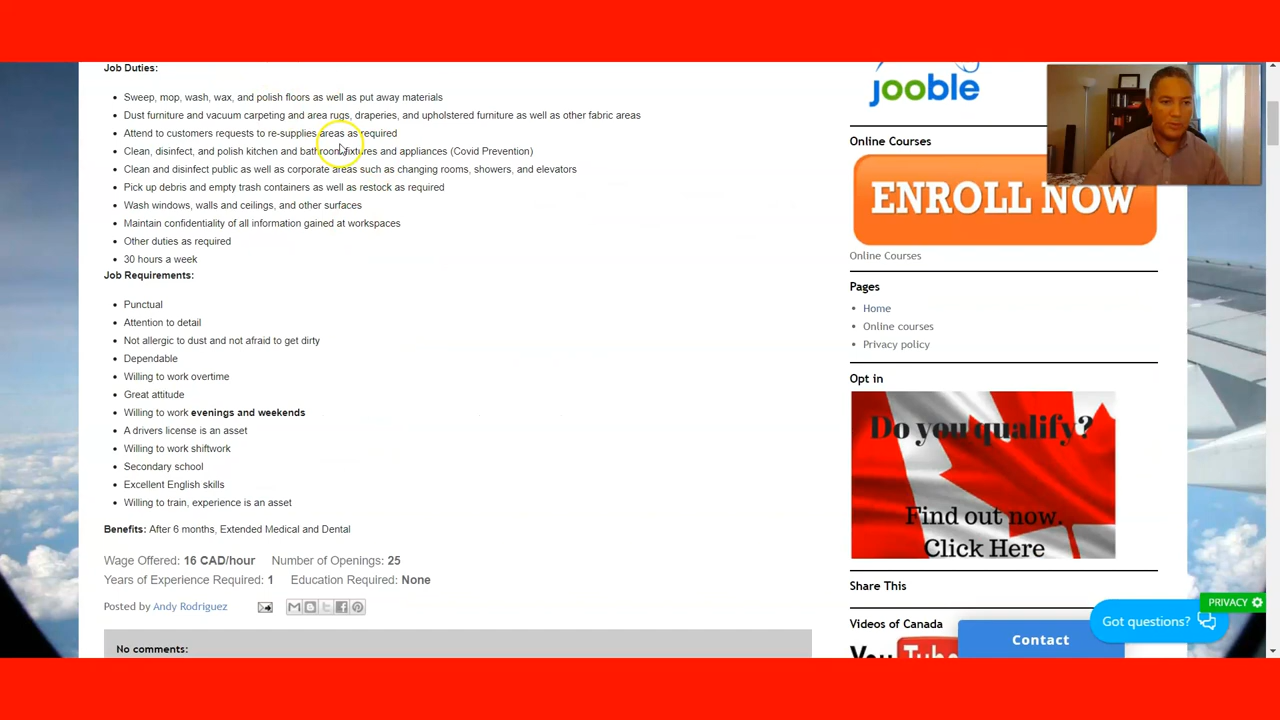 Job Duties:
Sweep, mop, wash, wax, and polish floors as well as put away materials
Dust furniture and vacuum carpeting and area rugs, draperies, and upholstered furniture as well as other fabric areas
Attend to customers requests to re-supplies areas as required
Clean, disinfect, and polish kitchen and bathroom fixtures and appliances (Covid Prevention)
Clean and disinfect public as well as corporate areas such as changing rooms, showers, and elevators
Pick up debris and empty trash containers as well as restock as required
Wash windows, walls and ceilings, and other surfaces
Maintain confidentiality of all information gained at workspaces
Other duties as required
30 hours a week
Job Requirements:
Punctual
Attention to detail
Not allergic to dust and not afraid to get dirty
Dependable
Willing to work overtime
Great attitude
Willing to work evenings and weekends
A drivers license is an asset
Willing to work shiftwork
Secondary school
Excellent English skills
Willing to train, experience is an asset
Benefits: After 6 months, Extended Medical and Dental
Wage Offered: 16 CAD/hour Number of Openings: 25
Years of Experience Required: 1 Education Required: None
Posted by Andy Rodriguez
No comments:
jooble
Online Courses
ENROLL NOW
Online Courses
Pages
Home
Online courses
Privacy policy
Opt in
Do you qualify?
Find out now.
Click Here
Share This
Videos of Canada
YouTube
PRIVACY
Got questions?
Contact